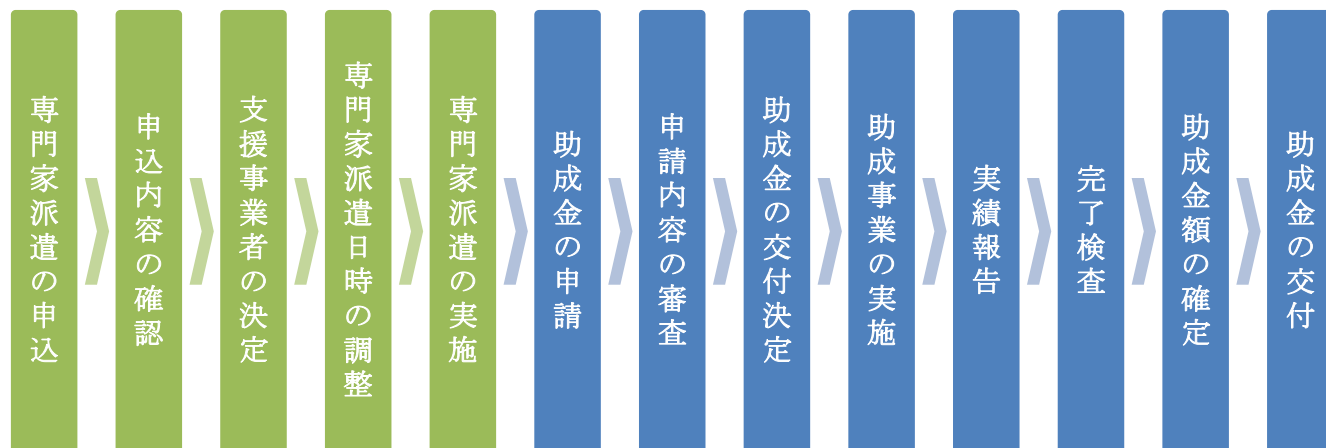 専門家派遣の申込
申込内容の確認
支援事業者の決定
専門家派遣日時の調整
専門家派遣の実施
助成金の申請
申請内容の審査
助成金の交付決定
助成事業の実施
実績報告
完了検査
助成金額の確定
助成金の交付